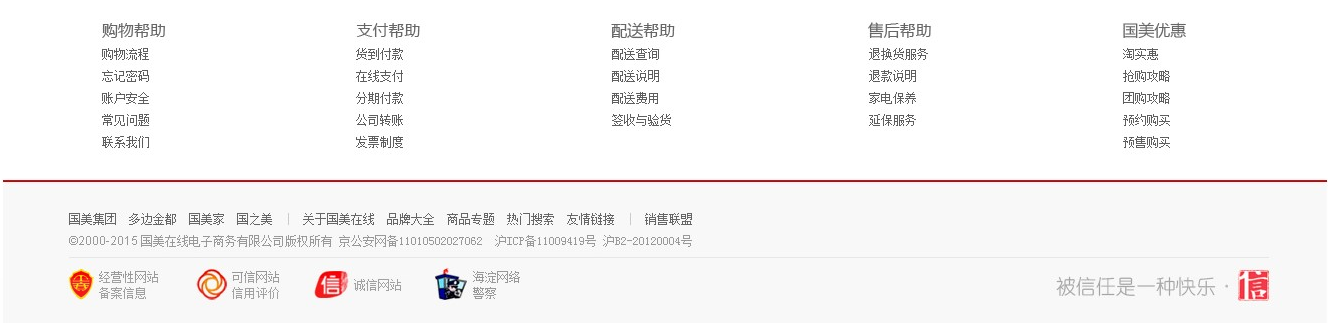 购物帮助
购物流程
忘记密码
账户安全
常见问题
联系我们
支付帮助
货到付款
在线支付
分期付款
公司转账
发票制度
配送帮助
配送查询
配送说明
配送费用
签收与验货
售后帮助
退换货服务
退款说明
家电保养
延保服务
国美优惠
淘实惠
抢购攻略
团购攻略
预约购买
预售购买
国美集团 多边金都 国美家 国之美 | 关于国美在线 品牌大全 商品专题 热门搜索 友情链接 | 销售联盟
©2000-2015 国美在线电子商务有限公司版权所有 京公安网备11010502027062 沪ICP备11009419号 沪B2-20120004号
经营性网站
备案信息
可信网站
信用评价
信
诚信网站
海淀网络
警察
被信任是一种快乐 · 信